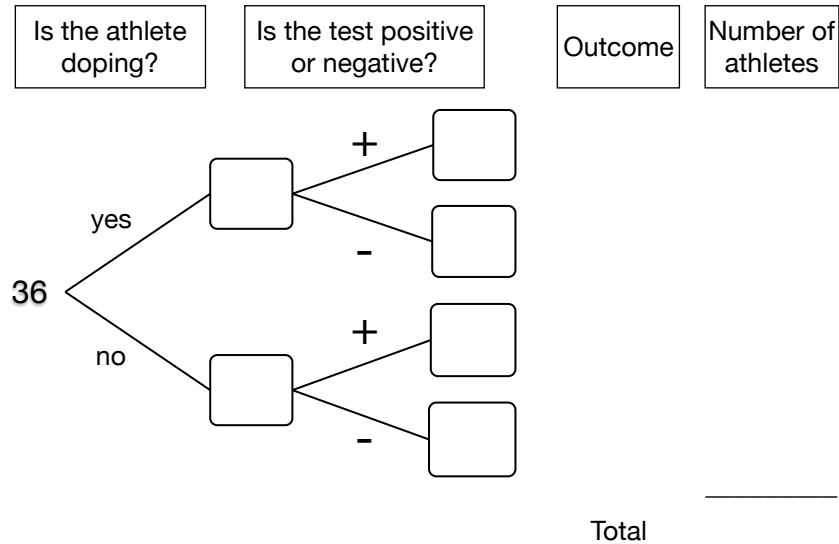 Is the athlete
doping?
Is the test positive
or negative?
Outcome
Number of
athletes
+
yes
-
36
+
no
-
Total